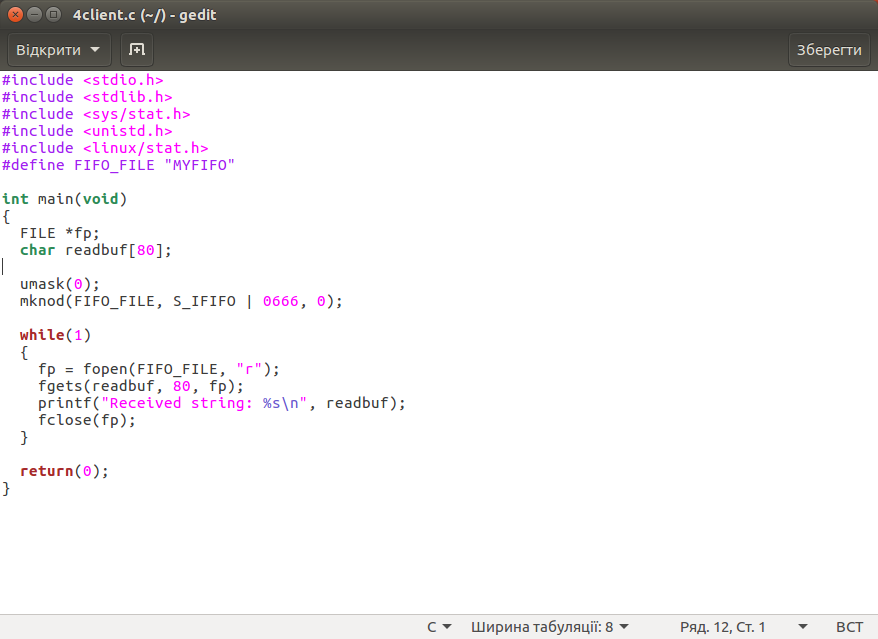 4client.c (~/) - gedit
Відкрити
Зберегти
#include <stdio.h>
#include <stdlib.h>
#include <sys/stat.h>
#include <unistd.h>
#include <linux/stat.h>
#define FIFO_FILE "MYFIFO"
int main(void)
{
FILE *fp;
char readbuf[80];
umask(0);
mknod(FIFO_FILE, S_IFIFO | 0666, 0);
while(1)
{
fp = fopen(FIFO_FILE, "r");
fgets(readbuf, 80, fp);
printf("Received string: %s\n", readbuf);
fclose(fp);
}
return(0);
}
C
Ширина табуляції: 8
Ряд. 12, Ст. 1
ВСТ